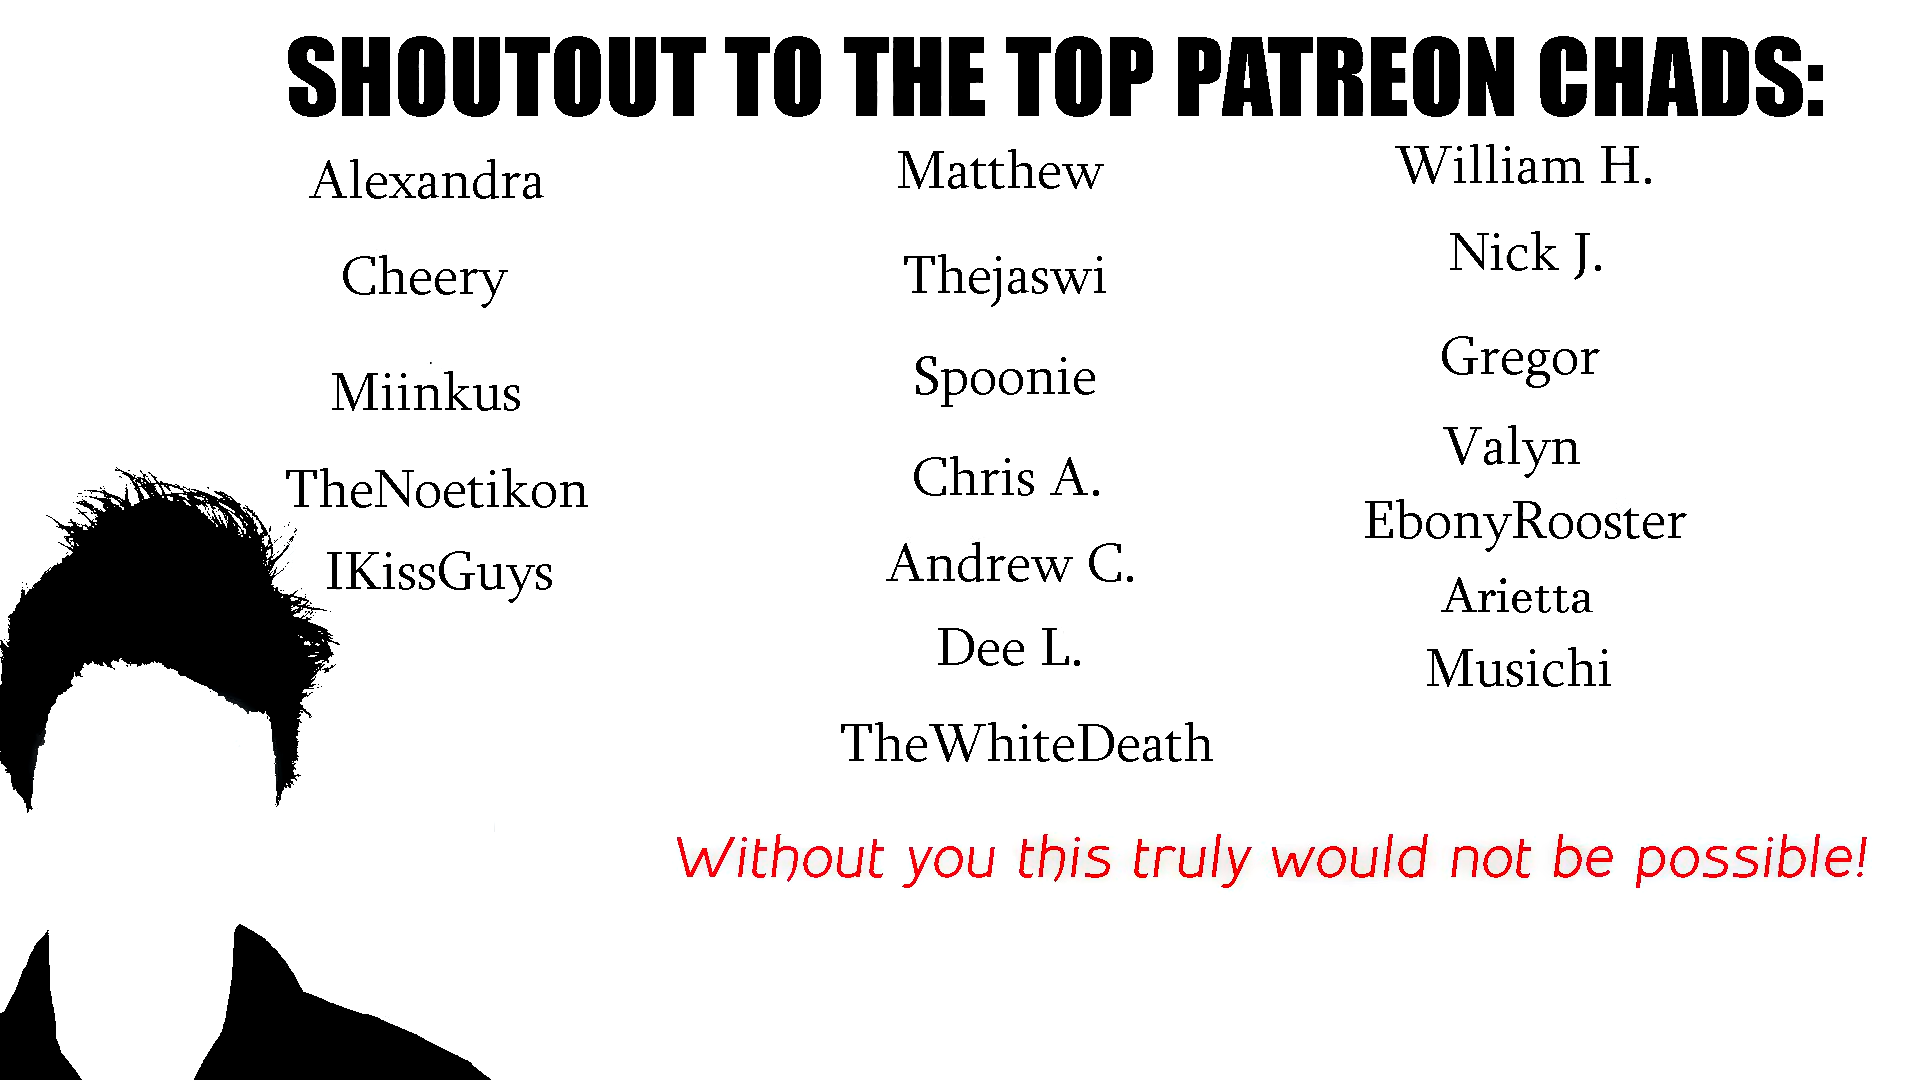 SHOUTOUT TO THE TOP PATREON CHADS:
Alexandra
Cheery
Miinkus
TheNoetikon
IKissGuys
Matthew
Thejaswi
Spoonie
Chris A.
Andrew C.
Dee L.
TheWhiteDeath
William H.
Nick J.
Gregor
Valyn
EbonyRooster
Arietta
Musichi
Without you this truly would not be possible!